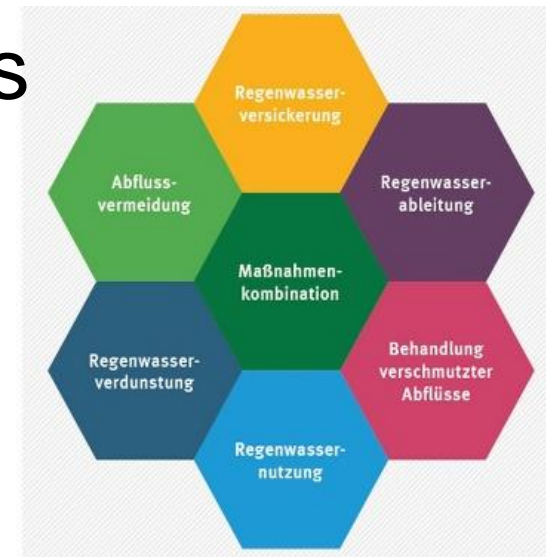 s
Regenwasser-
versickerung
Abfluss-
vermeidung
Regenwasser-
ableitung
Maßnahmen-
kombination
Regenwasser-
verdunstung
Behandlung
verschmutzter
Abflüsse
Regenwasser-
nutzung